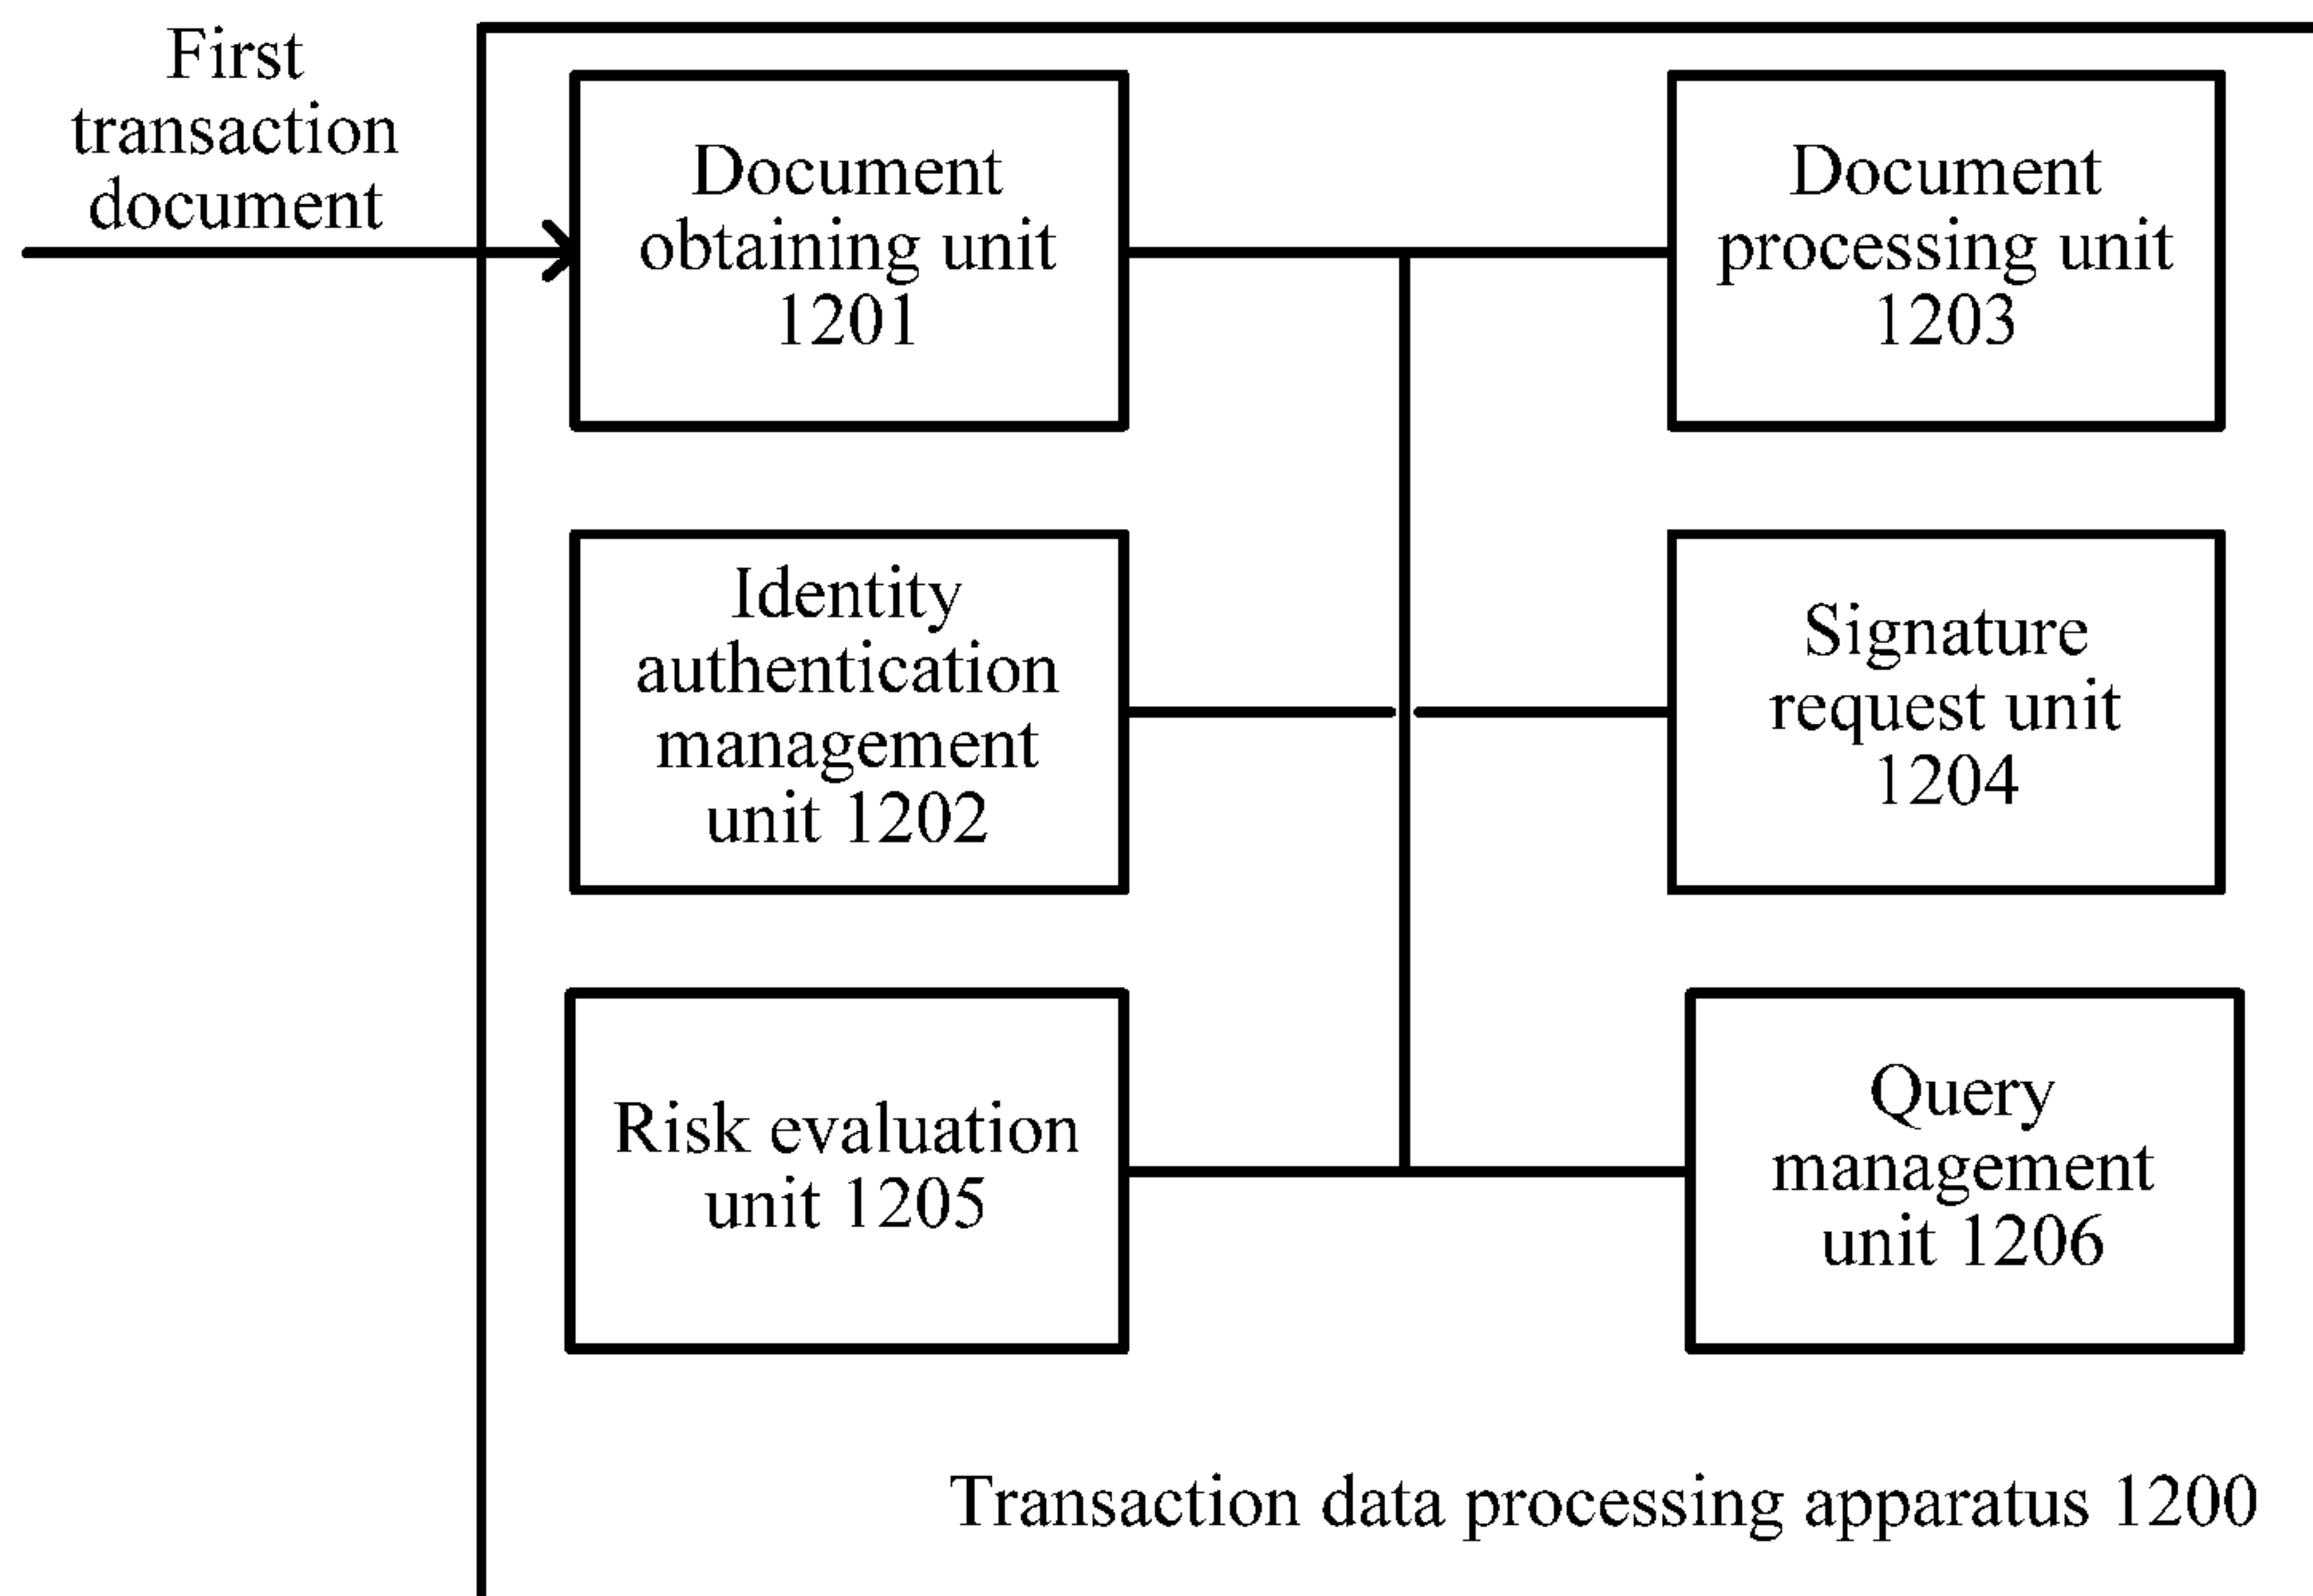 First
transaction
document
Document
obtaining unit
1201
Document
processing unit
1203
Identity
authentication
management
unit 1202
Signature
request unit
1204
Risk evaluation
unit 1205
Query
management
unit 1206
Transaction data processing apparatus 1200